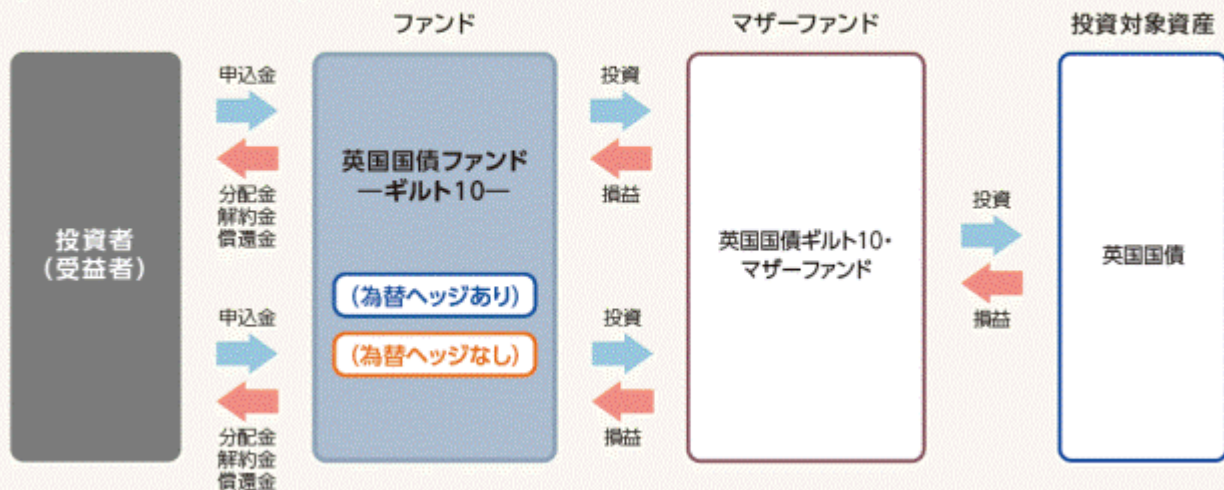 ファンド
マザーファンド
投資対象資産
投資者
(受益者)
申込金
分配金
解約金
償還金
申込金
分配金
解約金
償還金
英国国債ファンド
―ギルト10―
(為替ヘッジあり)
(為替ヘッジなし)
投資
損益
投資
損益
英国国債ギルト10・
マザーファンド
投資
損益
英国国債